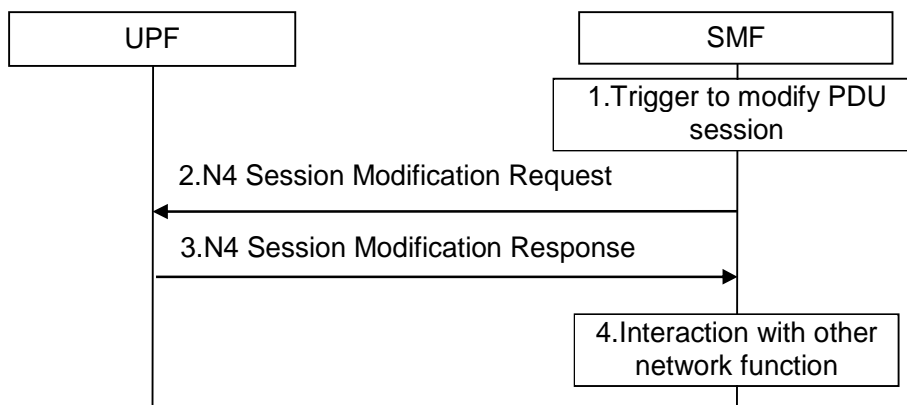 UPF
SMF
1.Trigger to modify PDU
session
2.N4 Session Modification Request
3.N4 Session Modification Response
4.Interaction with other
network function